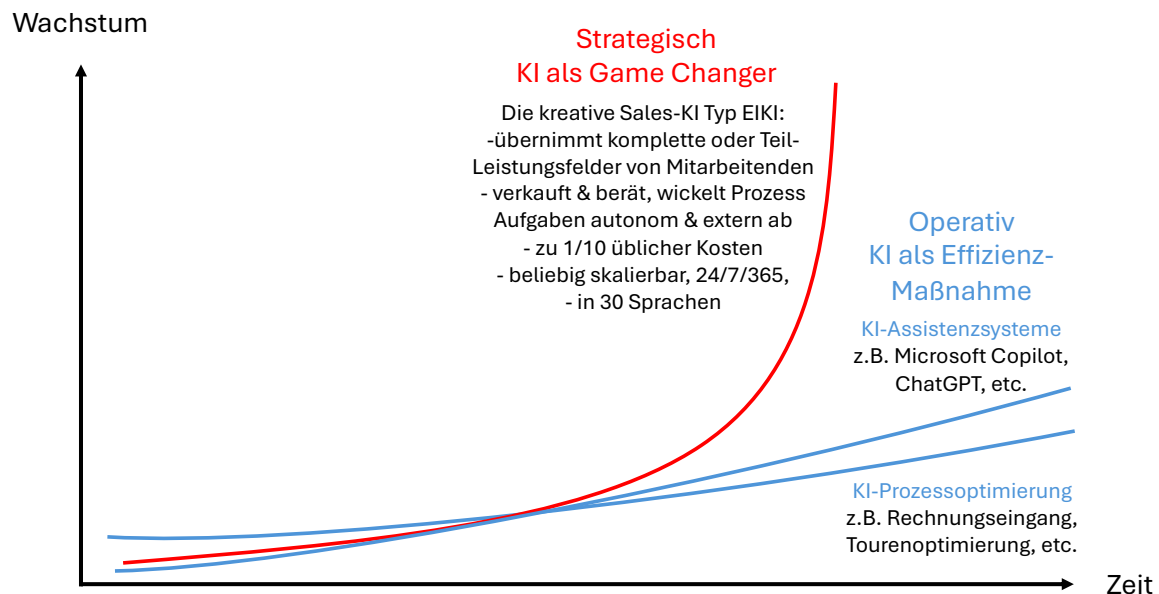 Wachstum
Strategisch
KI als Game Changer
Die kreative Sales-KI Typ EIKI:
-übernimmt komplette oder Teil-
Leistungsfelder von Mitarbeitenden
- verkauft & berät, wickelt Prozess
Aufgaben autonom & extern ab
- zu 1/10 üblicher Kosten
- beliebig skalierbar, 24/7/365,
- in 30 Sprachen
Operativ
KI als Effizienz-
Maßnahme
KI-Assistenzsysteme
z.B. Microsoft Copilot,
ChatGPT, etc.
KI-Prozessoptimierung
z.B. Rechnungseingang,
Tourenoptimierung, etc.
Zeit